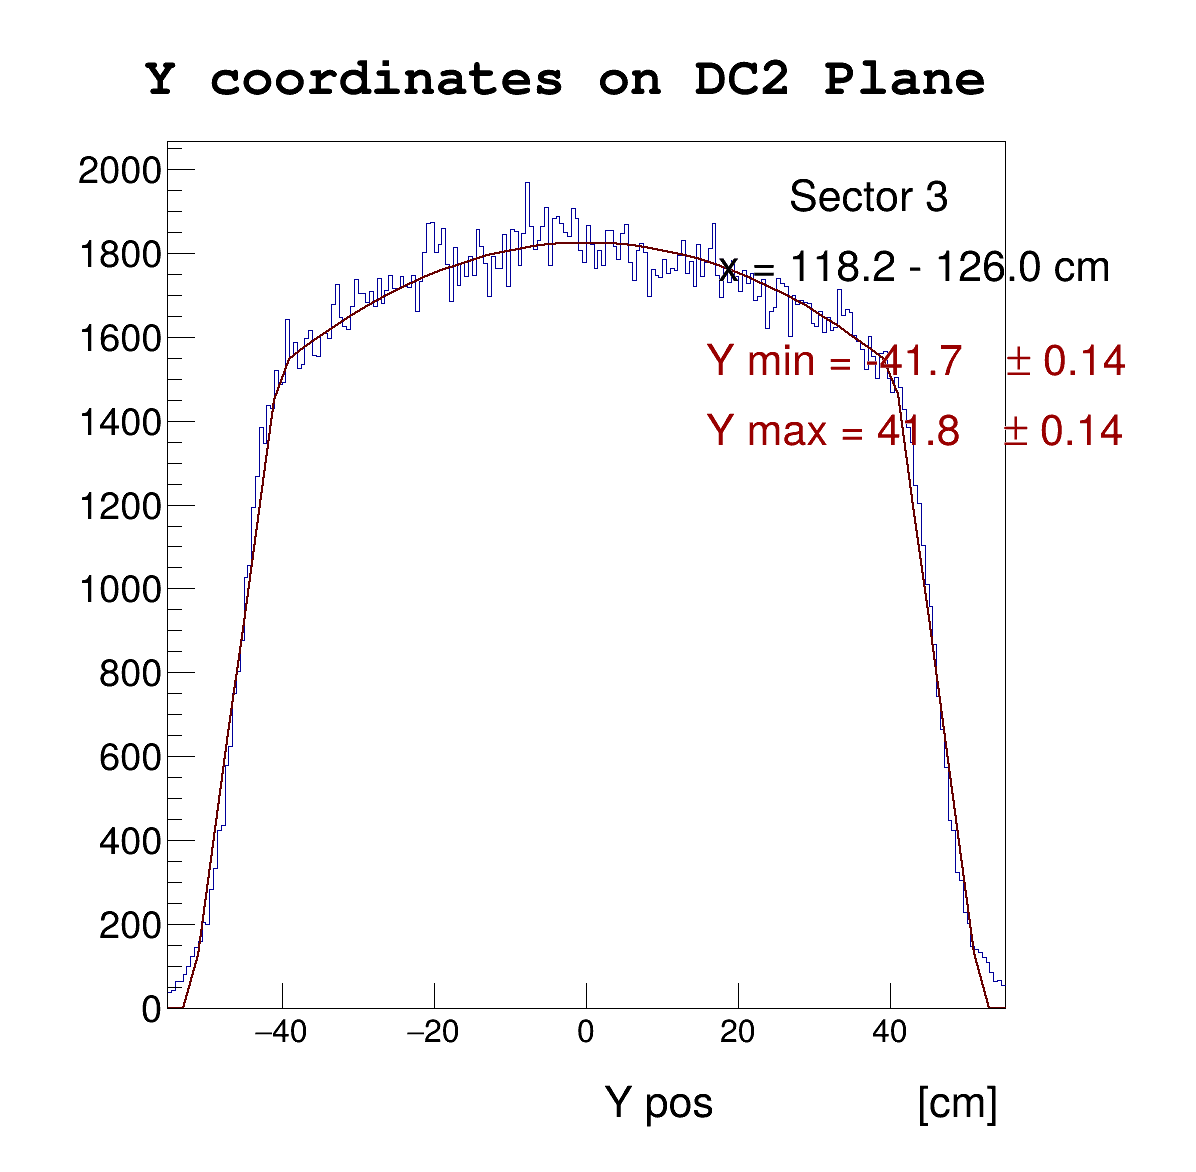 Y coordinates on DC2 Plane
Sector 3
x = 118.2 - 126.0 cm
Y min = -41.7 ± 0.14
Y max = 41.8 ± 0.14
2000
1800
1600
1400
1200
1000
800
600
400
200
0
−40 −20 0 20 40
Y pos [cm]